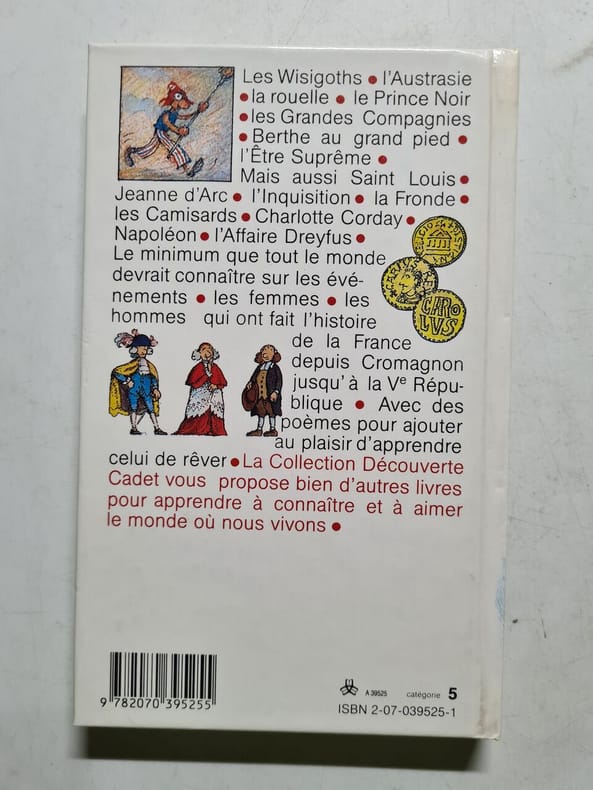 Les Wisigoths ● l'Austrasie
● la rouelle ● le Prince Noir
● les Grandes Compagnies
● Berthe au grand pied ●
l'Être Suprême ●
Mais aussi Saint Louis ●
Jeanne d'Arc ● l'Inquisition ● la Fronde ●
les Camisards ● Charlotte Corday ●
Napoléon ● l'Affaire Dreyfus ●
Le minimum que tout le monde
devrait connaître sur les évé-
nements ● les femmes ● les
hommes qui ont fait l'histoire
de la France
depuis Cromagnon
jusqu'à la Ve Répu-
blique ● Avec des
poèmes pour ajouter
au plaisir d'apprendre
celui de rêver ● La Collection Découverte
Cadet vous propose bien d'autres livres
pour apprendre à connaître et à aimer
le monde où nous vivons ●
CARO
LVS
A 39525 catégorie 5
ISBN 2-07-039525-1
9 782070 395255